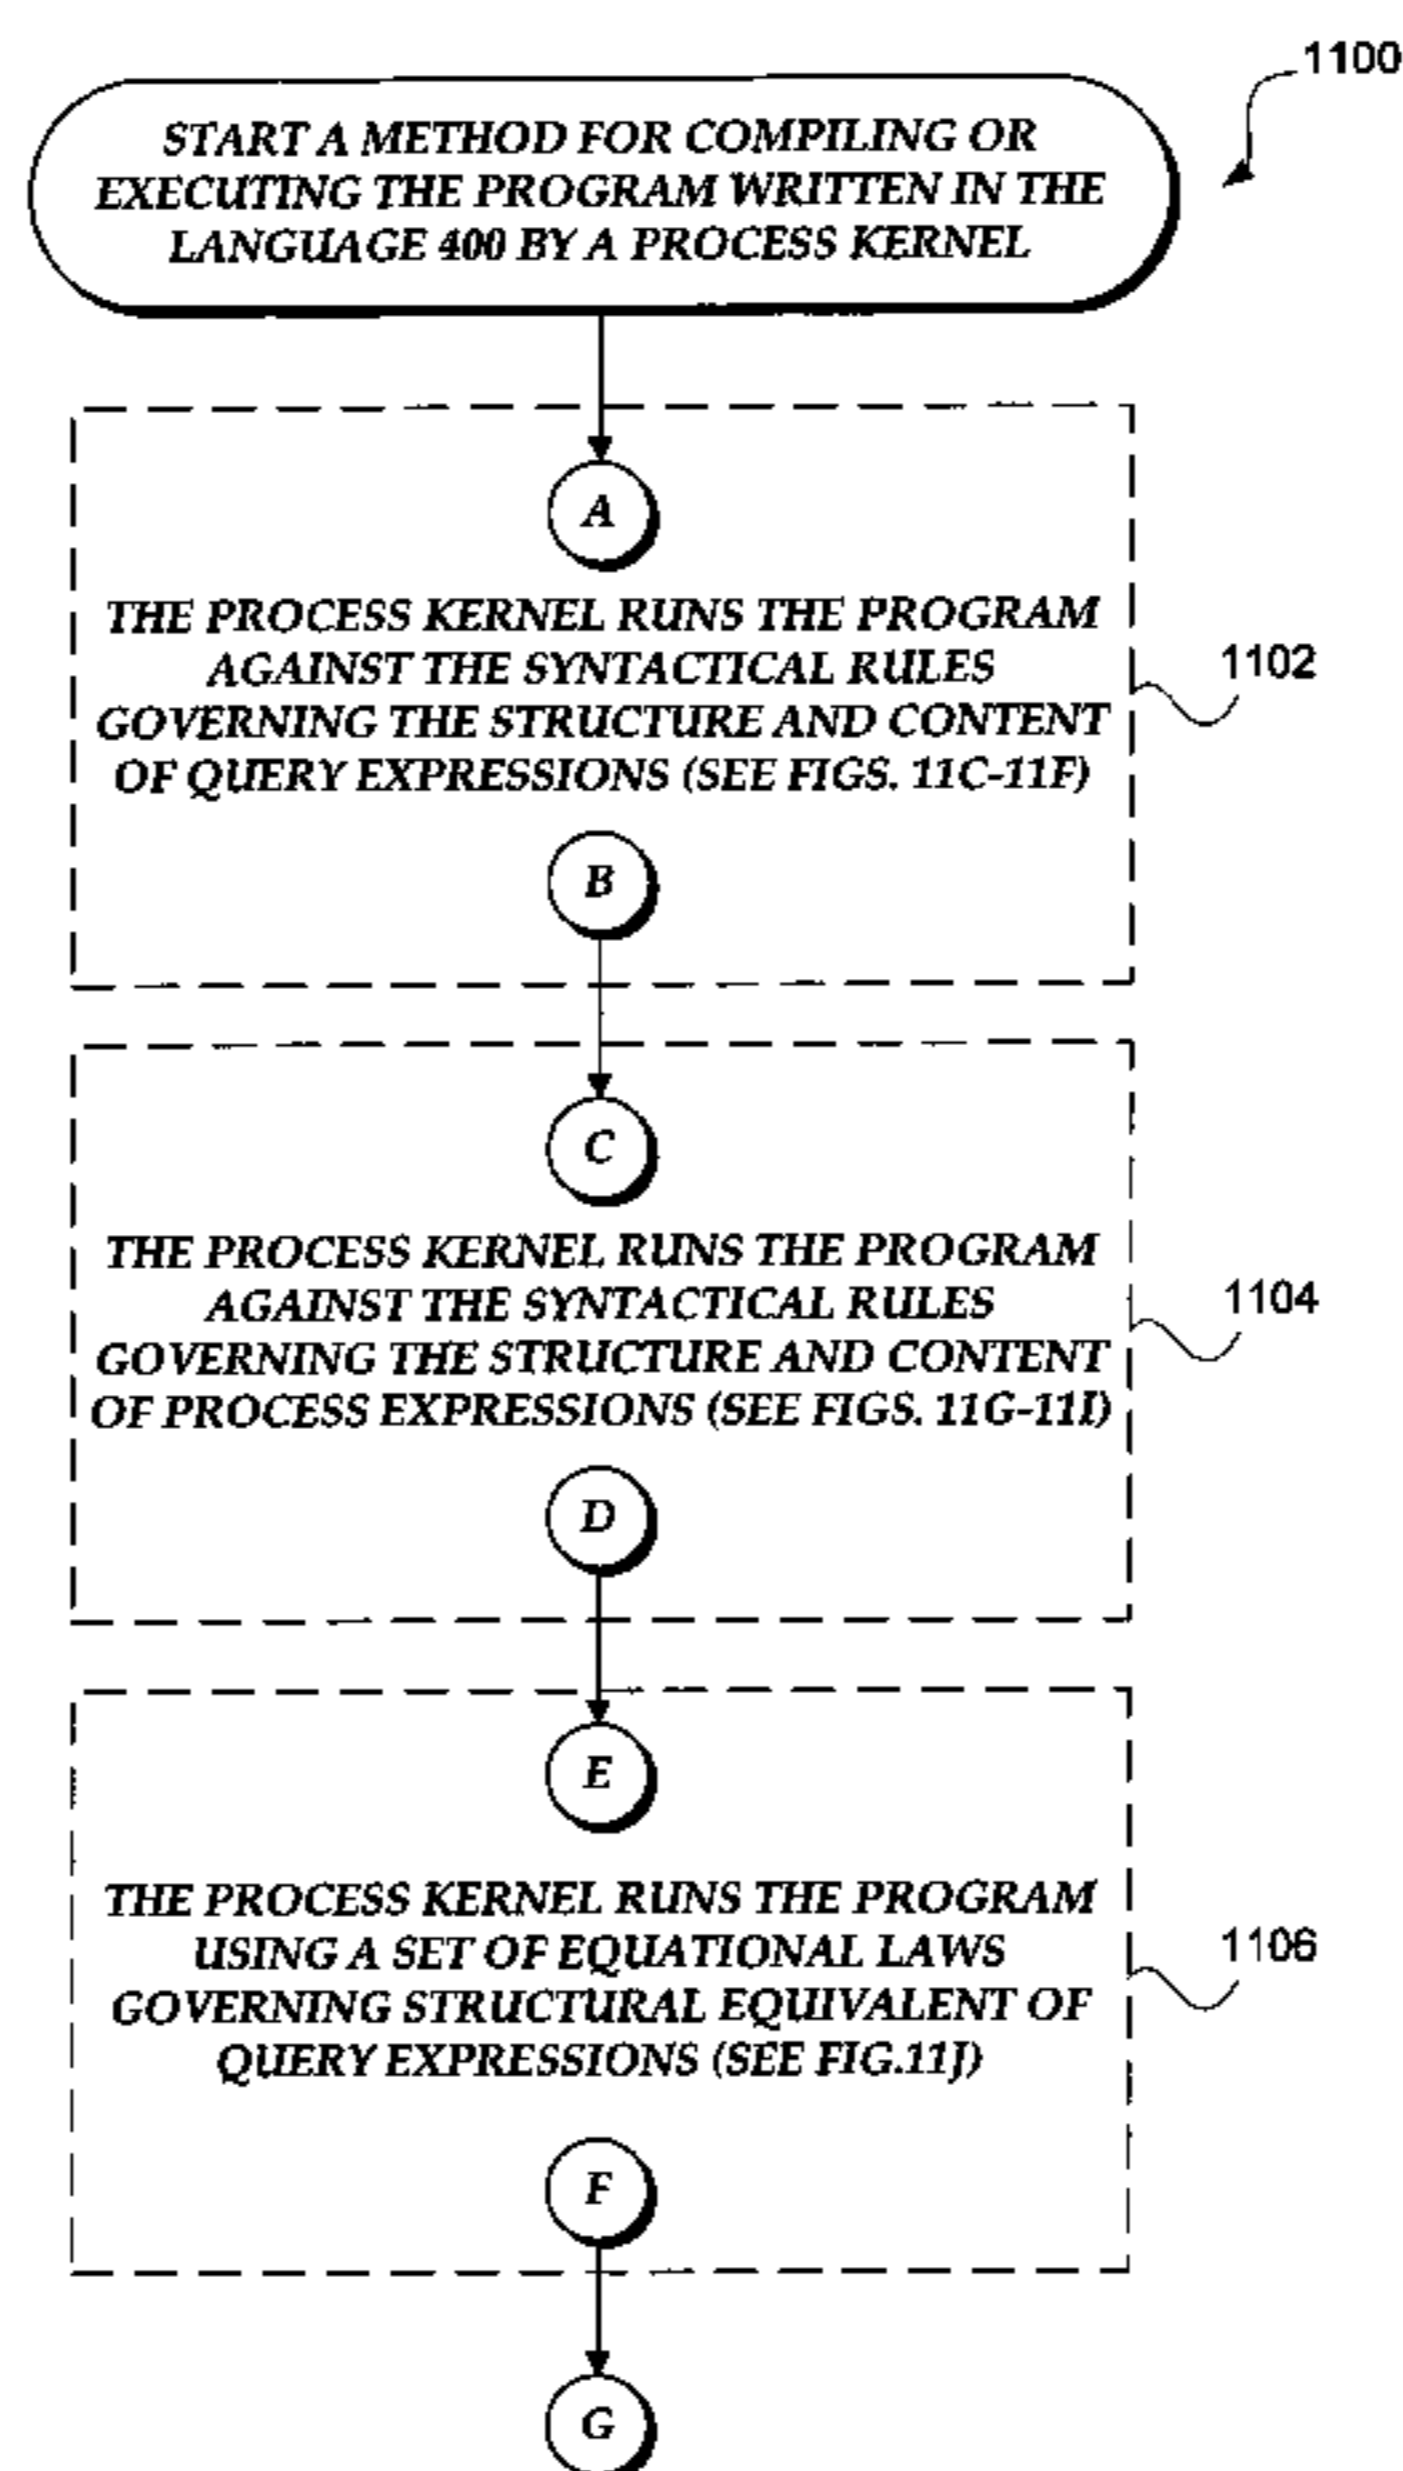 1100
START A METHOD FOR COMPILING OR
EXECUTING THE PROGRAM WRITTEN IN THE
LANGUAGE 400 BY A PROCESS KERNEL
A
THE PROCESS KERNEL RUNS THE PROGRAM
AGAINST THE SYNTACTICAL RULES
GOVERNING THE STRUCTURE AND CONTENT
OF QUERY EXPRESSIONS (SEE FIGS. 11C-11F)
1102
B
C
THE PROCESS KERNEL RUNS THE PROGRAM
AGAINST THE SYNTACTICAL RULES
GOVERNING THE STRUCTURE AND CONTENT
OF PROCESS EXPRESSIONS (SEE FIGS. 11G-11I)
1104
D
E
THE PROCESS KERNEL RUNS THE PROGRAM
USING A SET OF EQUATIONAL LAWS
GOVERNING STRUCTURAL EQUIVALENT OF
QUERY EXPRESSIONS (SEE FIG.11J)
1106
F
G